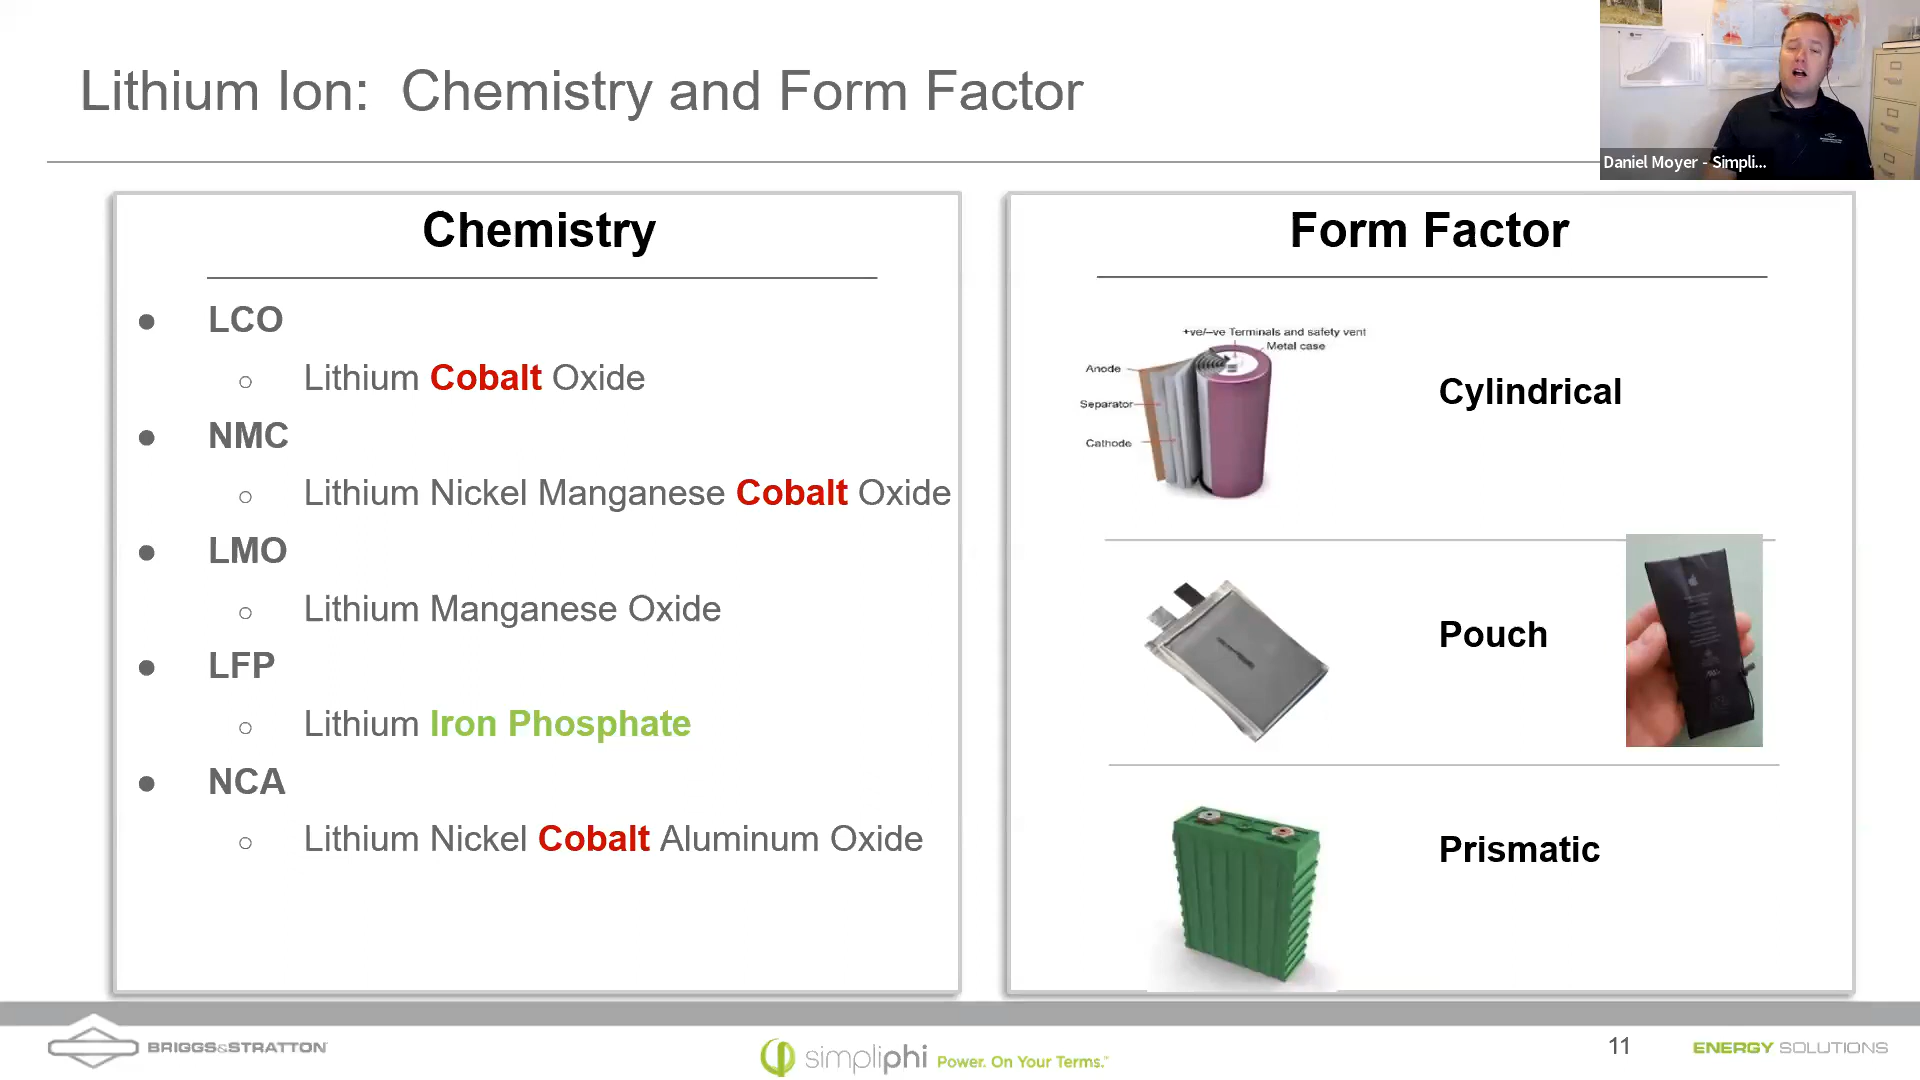 Lithium Ion: Chemistry and Form Factor
Daniel Moyer - Simpli...
Chemistry
● LCO
○ Lithium Cobalt Oxide
● NMC
○ Lithium Nickel Manganese Cobalt Oxide
● LMO
○ Lithium Manganese Oxide
● LFP
○ Lithium Iron Phosphate
● NCA
○ Lithium Nickel Cobalt Aluminum Oxide
Form Factor
+ve/–ve Terminals and safety vent
Metal case
Anode
Separator
Cathode
Cylindrical
Pouch
Prismatic
BRIGGS&STRATTON
simpliphi Power. On Your Terms.™
11
ENERGY SOLUTIONS